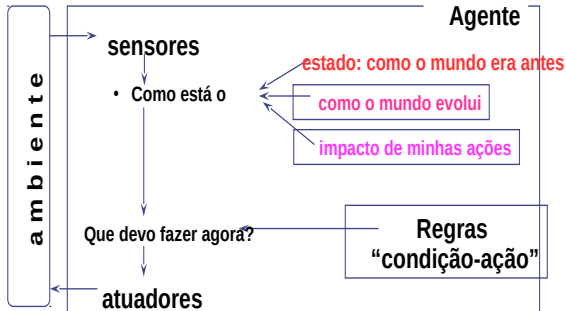 Agente
ambiente
sensores
estado: como o mundo era antes
• Como está o
como o mundo evolui
impacto de minhas ações
Que devo fazer agora?
Regras
“condição-ação”
atuadores